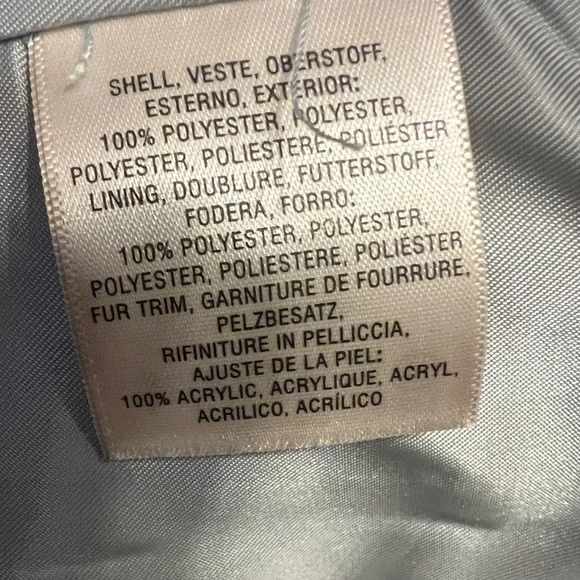 SHELL, VESTE, OBERSTOFF,
ESTERNO, EXTERIOR:
100% POLYESTER, POLYESTER,
POLYESTER, POLIESTERE, POLIÉSTER
LINING, DOUBLURE, FUTTERSTOFF,
FODERA, FORRO:
100% POLYESTER, POLYESTER,
POLYESTER, POLIESTERE, POLIÉSTER
FUR TRIM, GARNITURE DE FOURRURE,
PELZBESATZ,
RIFINITURE IN PELLICCIA,
AJUSTE DE LA PIEL:
100% ACRYLIC, ACRYLIQUE, ACRYL,
ACRILICO, ACRÍLICO